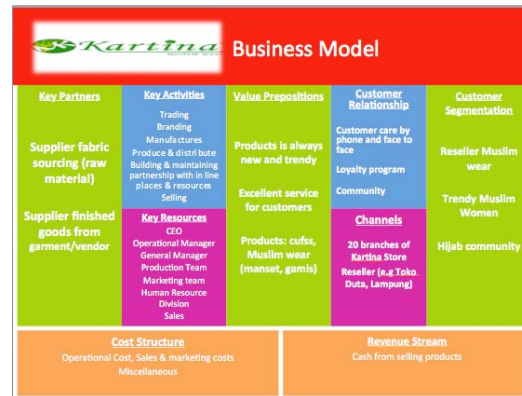 Kartina
Business Model
Key Partners
Supplier fabric
sourcing (raw
material)
Supplier finished
goods from
garment/vendor
Key Activities
Trading
Branding
Manufactures
Produce & distribute
Building & maintaining
partnership with in line
places & resources
Selling
Key Resources
CEO
Operational Manager
General Manager
Production Team
Marketing team
Human Resource
Division
Sales
Value Prepositions
Products is always
new and trendy
Excellent service
for customers
Products: cufss,
Muslim wear
(manset, gamis)
Customer
Relationship
Customer care by
phone and face to
face
Loyalty program
Community
Channels
20 branches of
Kartina Store
Reseller (e.g.Toko
Duta, Lampung)
Customer
Segmentation
Reseller Muslim
wear
Trendy Muslim
Women
Hijab community
Cost Structure
Operational Cost, Sales & marketing costs
Miscellaneous
Revenue Stream
Cash from selling products